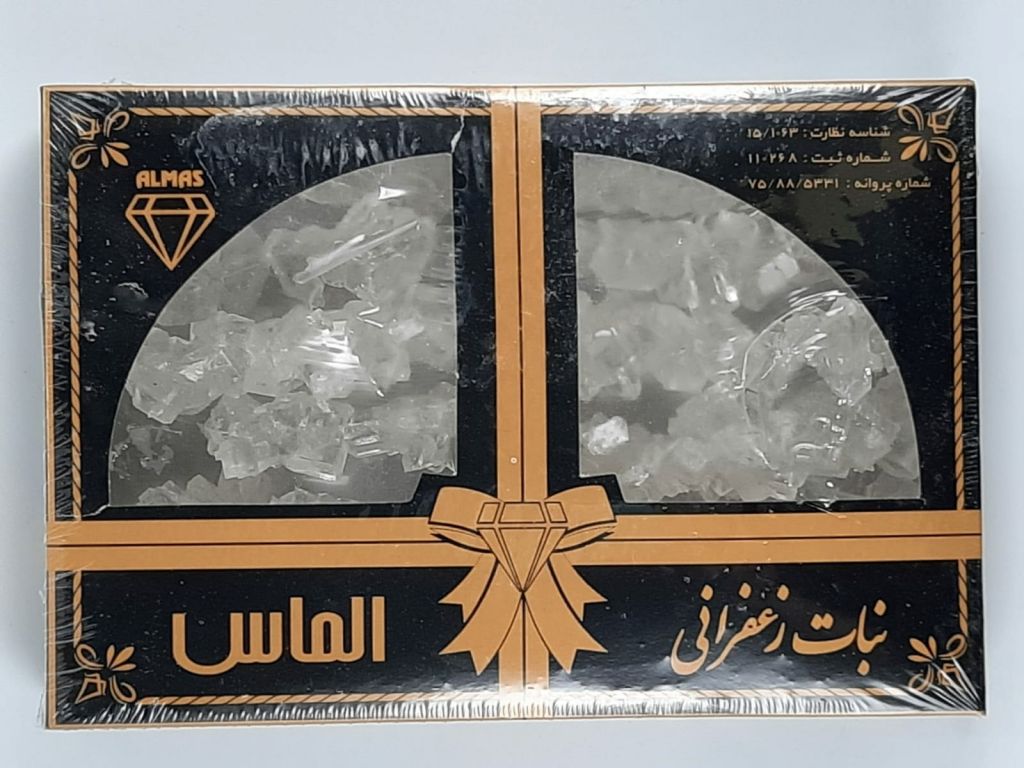 ALMAS
شناسه نظارت : ۱۵/۱۰۶۳
شماره ثبت : ۱۱۰۲۶۸
شماره پروانه : ۷۵/۸۸/۵۳۳۱
نبات زعفرانی
الماس